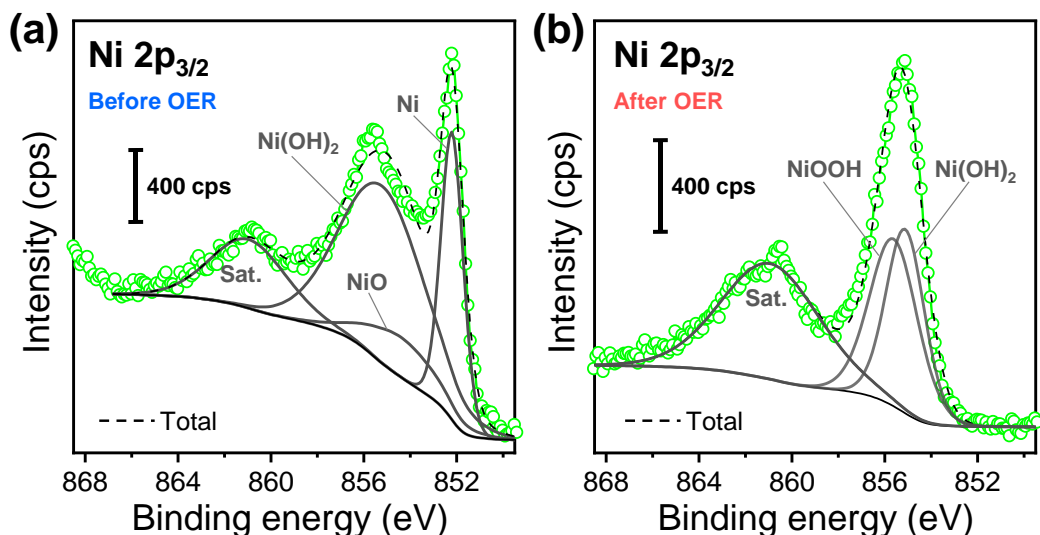 (a)
Ni 2p3/2
Before OER
Ni
Ni(OH)2
400 cps
Sat.
NiO
Total
Intensity (cps)
868 864 860 856 852
Binding energy (eV)
(b)
Ni 2p3/2
After OER
400 cps
NiOOH
Ni(OH)2
Sat.
Total
Intensity (cps)
868 864 860 856 852
Binding energy (eV)